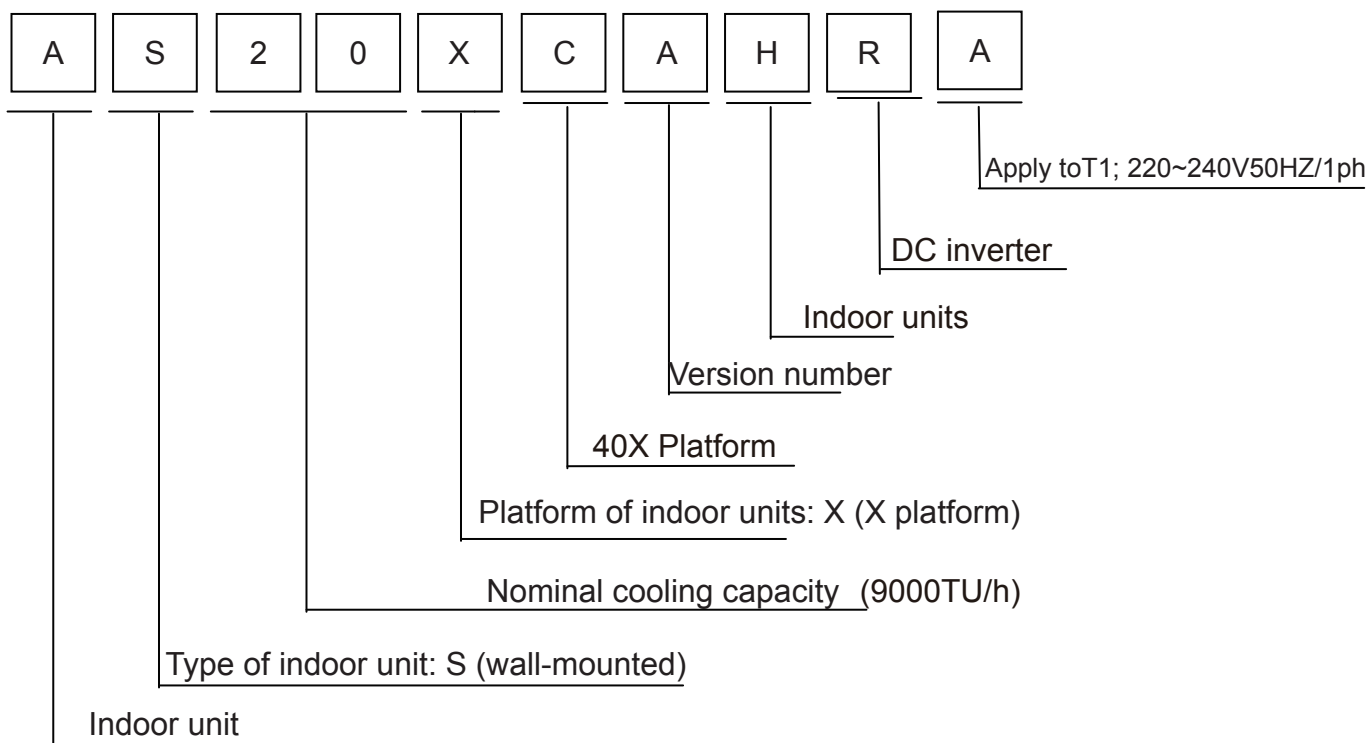 A S 2 0 X C A H R A
Apply toT1; 220~240V50HZ/1ph
DC inverter
Indoor units
Version number
40X Platform
Platform of indoor units: X (X platform)
Nominal cooling capacity (9000TU/h)
Type of indoor unit: S (wall-mounted)
Indoor unit